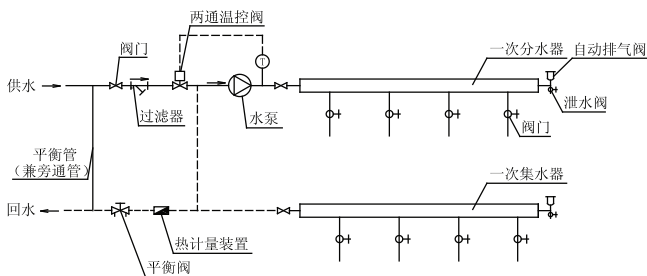 两通温控阀
阀门
T
一次分水器
自动排气阀
供水
过滤器
水泵
阀门
泄水阀
平衡管
（兼旁通管）
一次集水器
回水
热计量装置
平衡阀